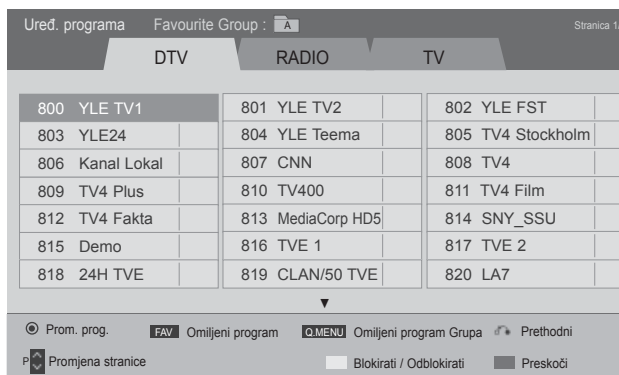 Uređ. programa Favourite Group : A Stranica 1/
DTV RADIO TV
800 YLE TV1 801 YLE TV2 802 YLE FST
803 YLE24 804 YLE Teema 805 TV4 Stockholm
806 Kanal Lokal 807 CNN 808 TV4
809 TV4 Plus 810 TV400 811 TV4 Film
812 TV4 Fakta 813 MediaCorp HD5 814 SNY_SSU
815 Demo 816 TVE 1 817 TVE 2
818 24H TVE 819 CLAN/50 TVE 820 LA7
Prom. prog. FAV Omiljeni program Q.MENU Omiljeni program Grupa Prethodni
P Promjena stranice Blokirati / Odblokirati Preskoči